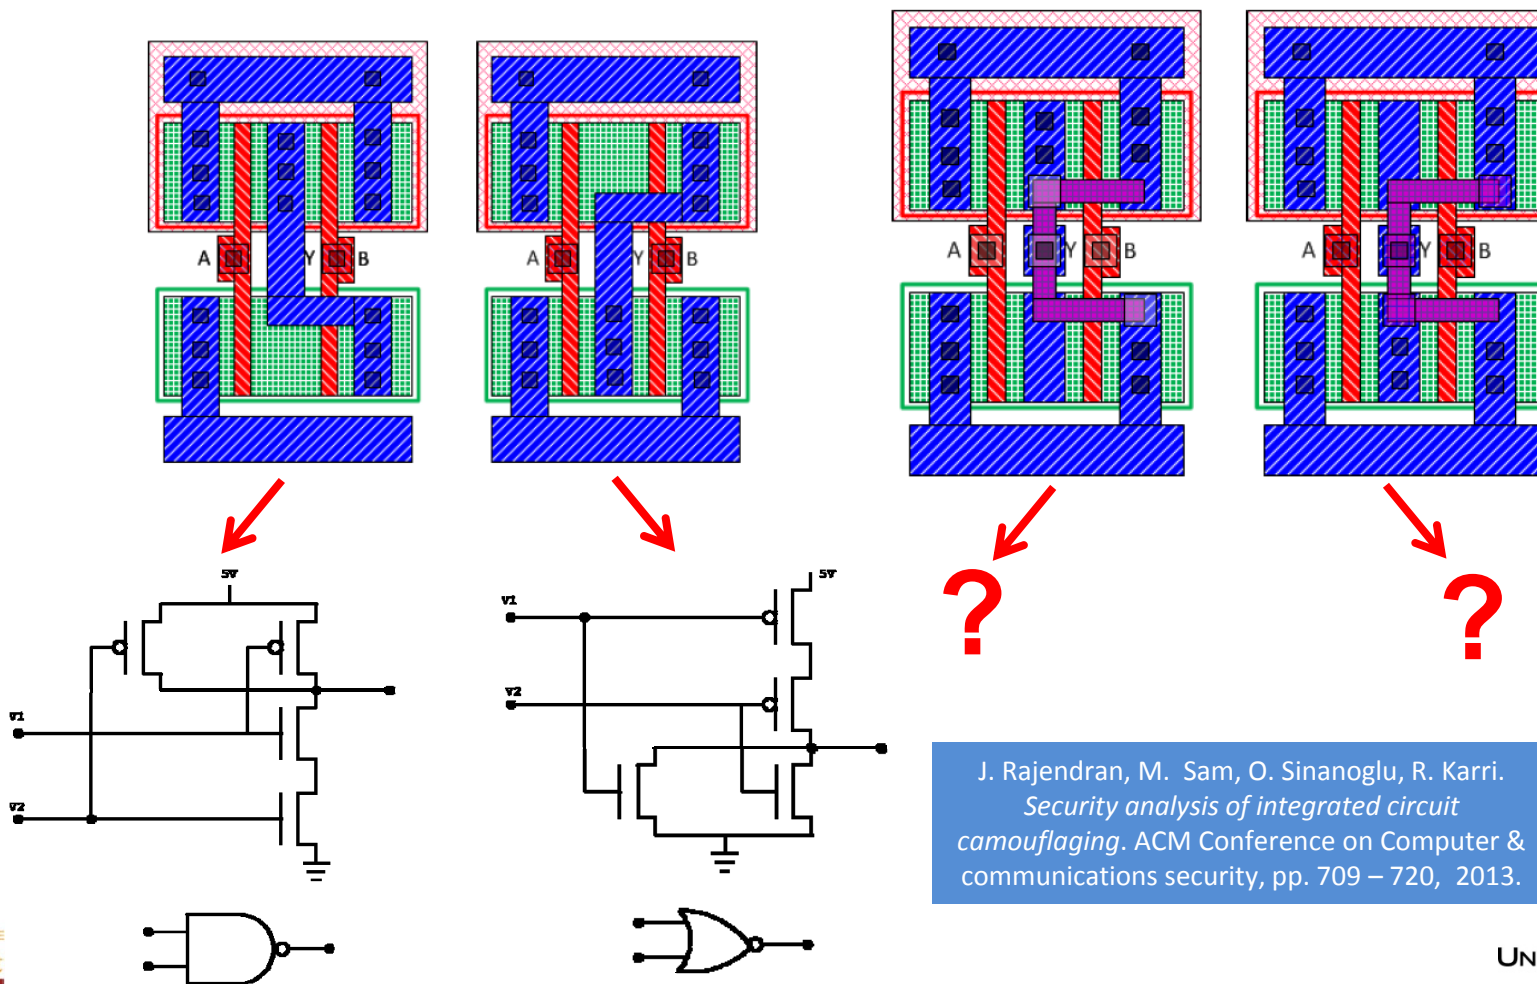 A Y B
A Y B
A Y B
A Y B
5V
V1
V2
V1
V2
5V
?
?
J. Rajendran, M. Sam, O. Sinanoglu, R. Karri.
Security analysis of integrated circuit
camouflaging. ACM Conference on Computer &
communications security, pp. 709 – 720, 2013.
UN